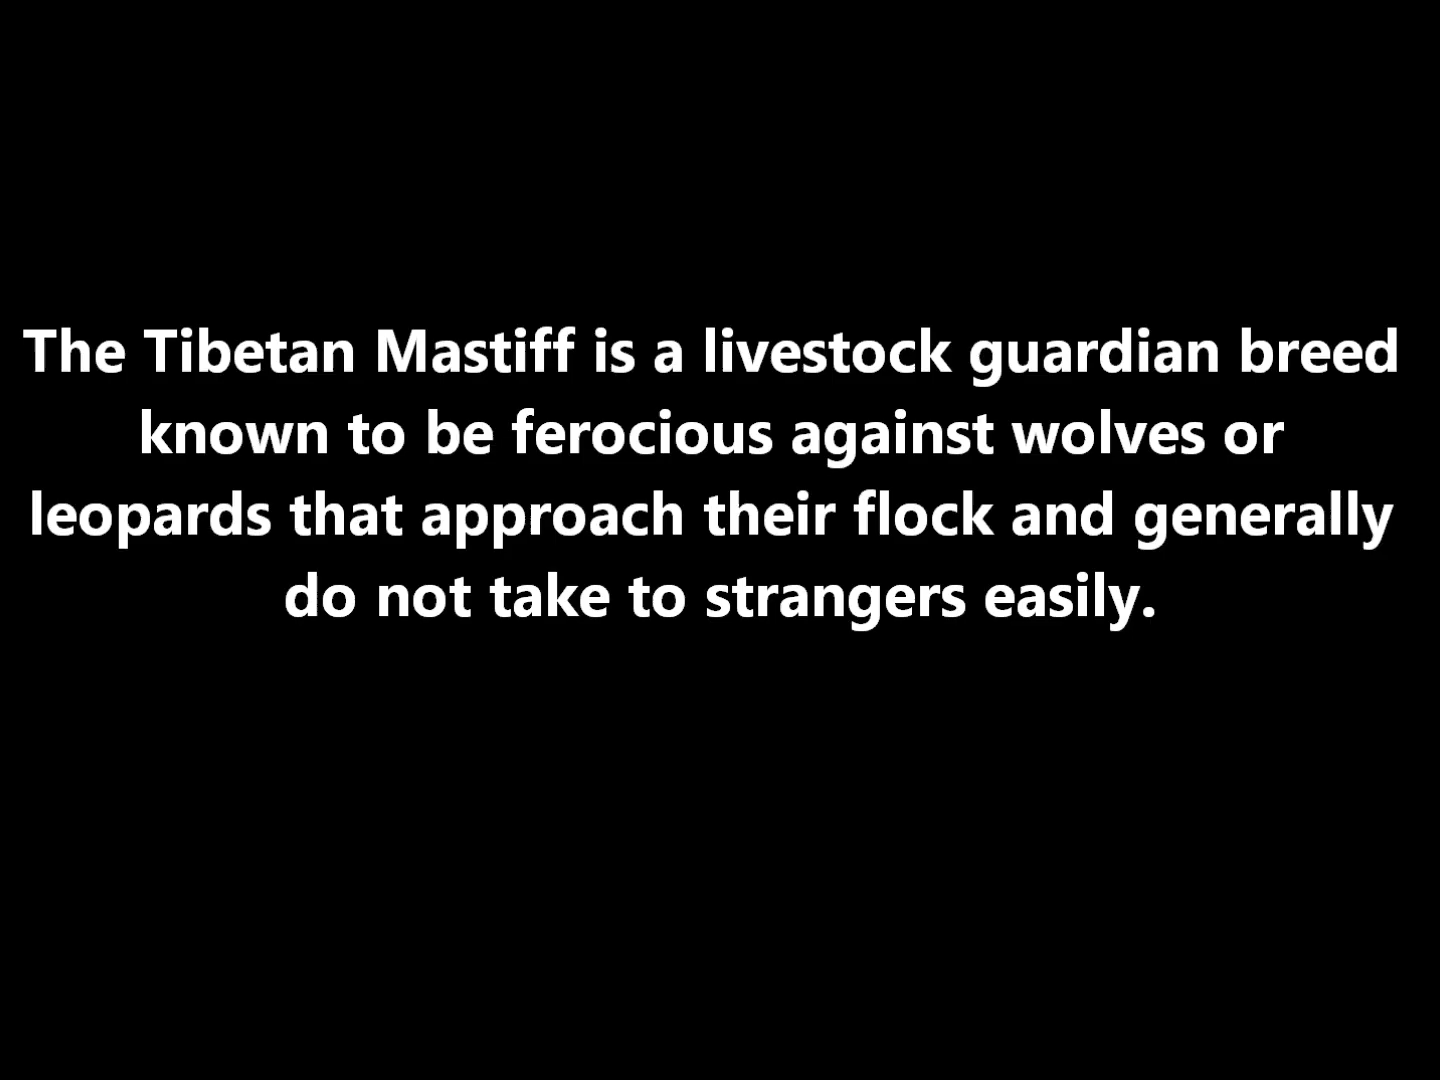 The Tibetan Mastiff is a livestock guardian breed
known to be ferocious against wolves or
leopards that approach their flock and generally
do not take to strangers easily.